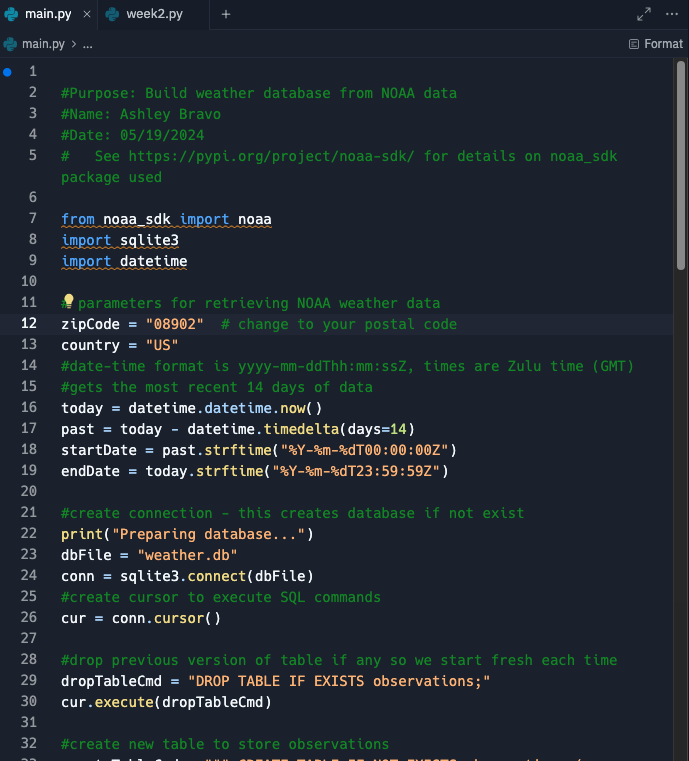 main.py × week2.py +
main.py > ... Format
1
2 #Purpose: Build weather database from NOAA data
3 #Name: Ashley Bravo
4 #Date: 05/19/2024
5 #   See https://pypi.org/project/noaa-sdk/ for details on noaa_sdk
package used
6
7 from noaa_sdk import noaa
8 import sqlite3
9 import datetime
10
11 # parameters for retrieving NOAA weather data
12 zipCode = "08902"  # change to your postal code
13 country = "US"
14 #date-time format is yyyy-mm-ddThh:mm:ssZ, times are Zulu time (GMT)
15 #gets the most recent 14 days of data
16 today = datetime.datetime.now()
17 past = today - datetime.timedelta(days=14)
18 startDate = past.strftime("%Y-%m-%dT00:00:00Z")
19 endDate = today.strftime("%Y-%m-%dT23:59:59Z")
20
21 #create connection - this creates database if not exist
22 print("Preparing database...")
23 dbFile = "weather.db"
24 conn = sqlite3.connect(dbFile)
25 #create cursor to execute SQL commands
26 cur = conn.cursor()
27
28 #drop previous version of table if any so we start fresh each time
29 dropTableCmd = "DROP TABLE IF EXISTS observations;"
30 cur.execute(dropTableCmd)
31
32 #create new table to store observations